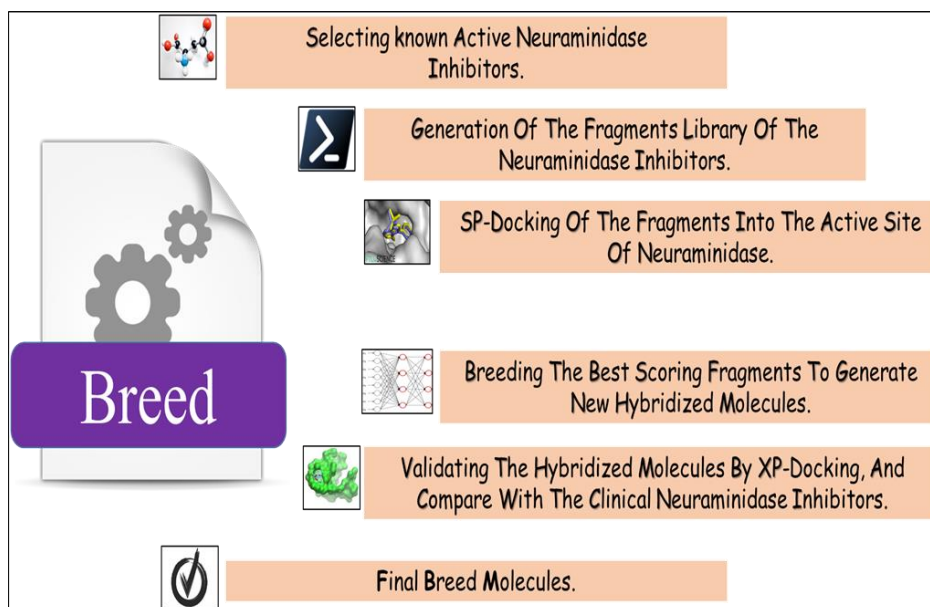 Selecting known Active Neuraminidase
Inhibitors.
Generation Of The Fragments Library Of The
Neuraminidase Inhibitors.
SP-Docking Of The Fragments Into The Active Site
Of Neuraminidase.
Breed
Breeding The Best Scoring Fragments To Generate
New Hybridized Molecules.
Validating The Hybridized Molecules By XP-Docking, And
Compare With The Clinical Neuraminidase Inhibitors.
Final Breed Molecules.